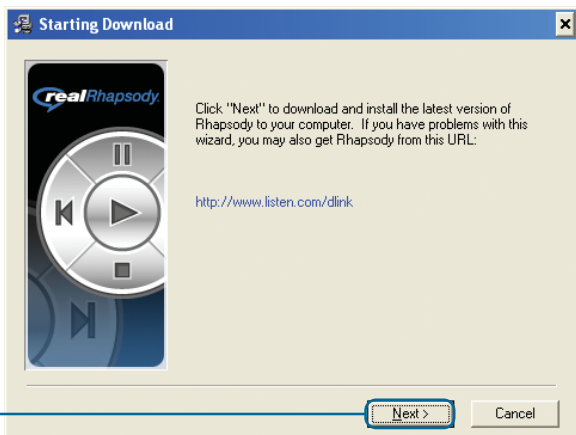 Starting Download
realRhapsody.
Click "Next" to download and install the latest version of
Rhapsody to your computer. If you have problems with this
wizard, you may also get Rhapsody from this URL:
http://www.listen.com/dlink
Next >
Cancel